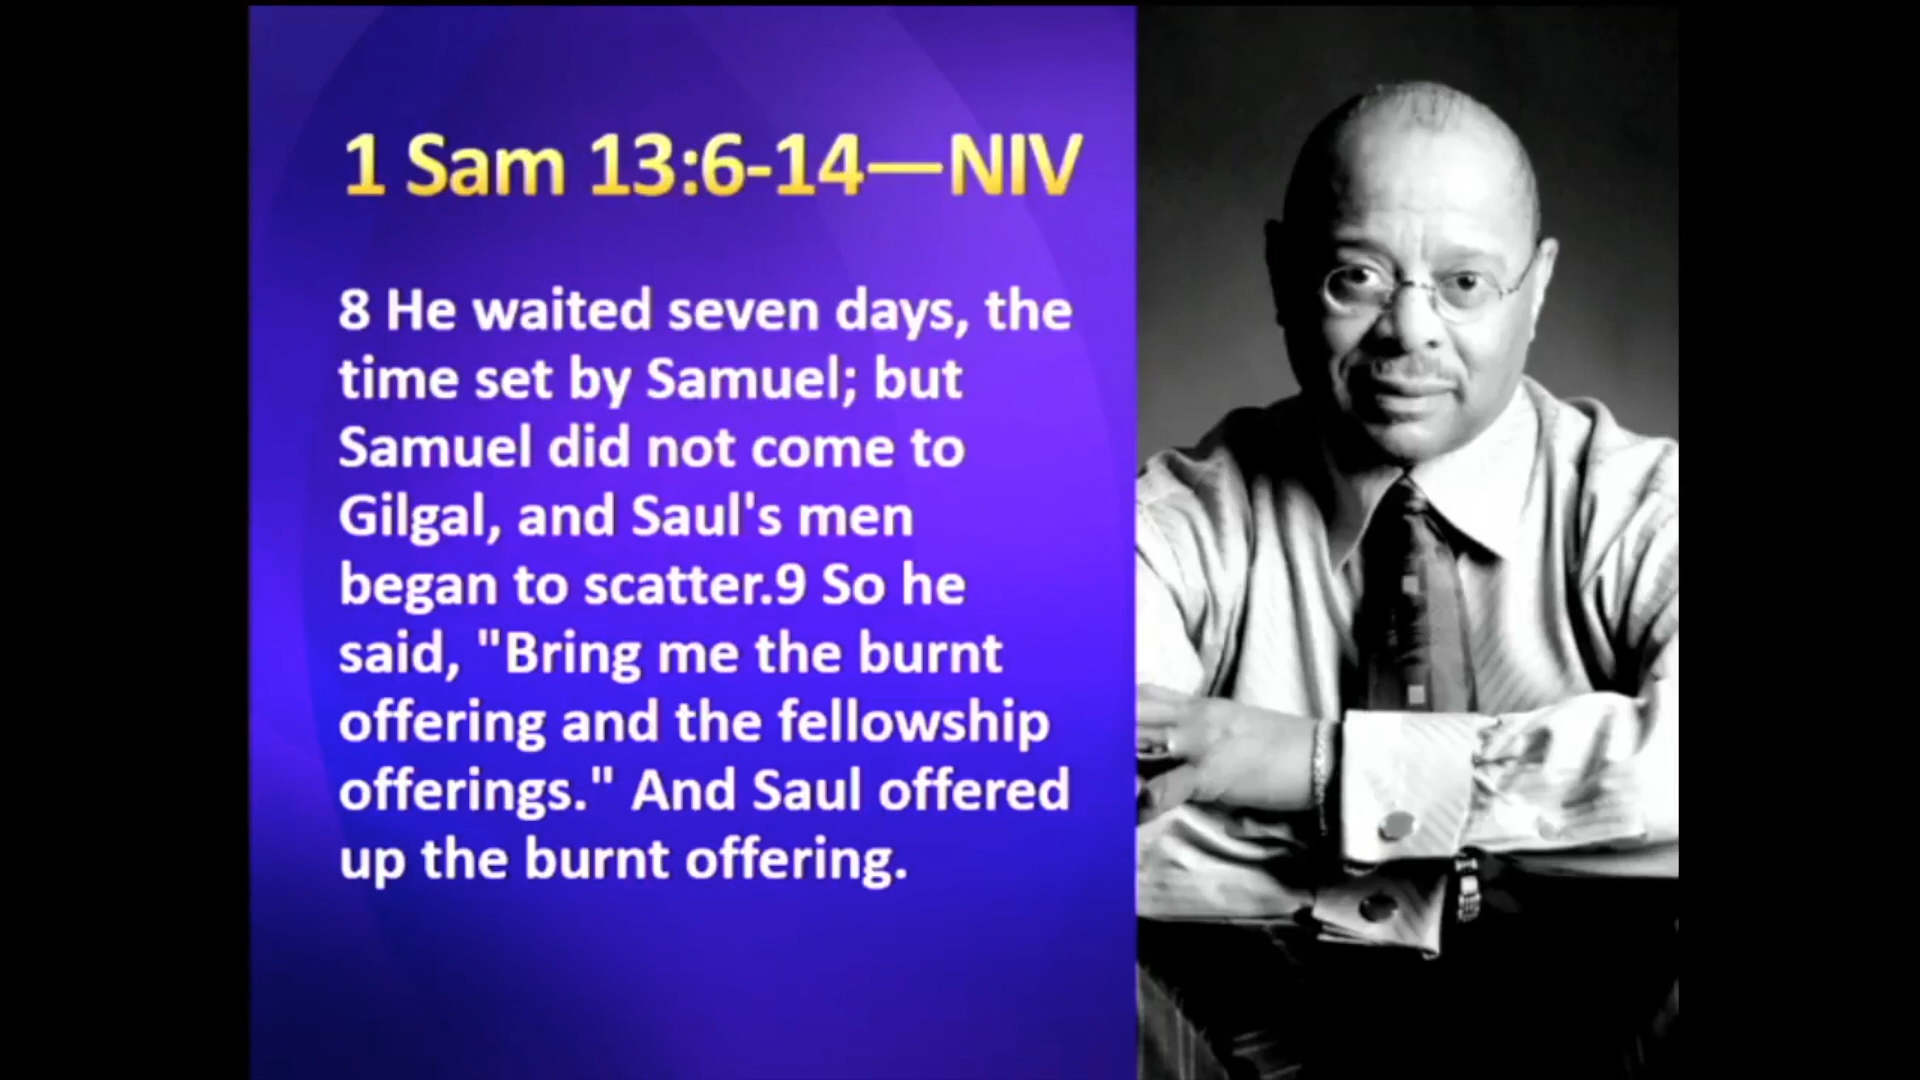 1 Sam 13:6-14—NIV
8 He waited seven days, the
time set by Samuel; but
Samuel did not come to
Gilgal, and Saul's men
began to scatter.9 So he
said, "Bring me the burnt
offering and the fellowship
offerings." And Saul offered
up the burnt offering.